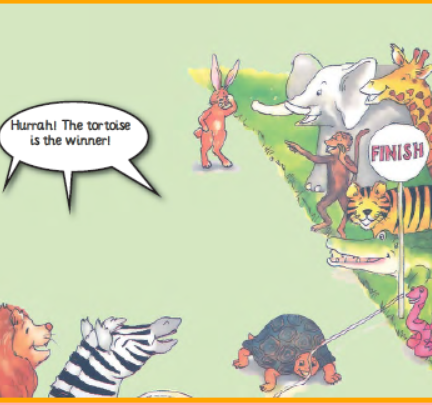 Hurrah! The tortoise
is the winner!
FINISH